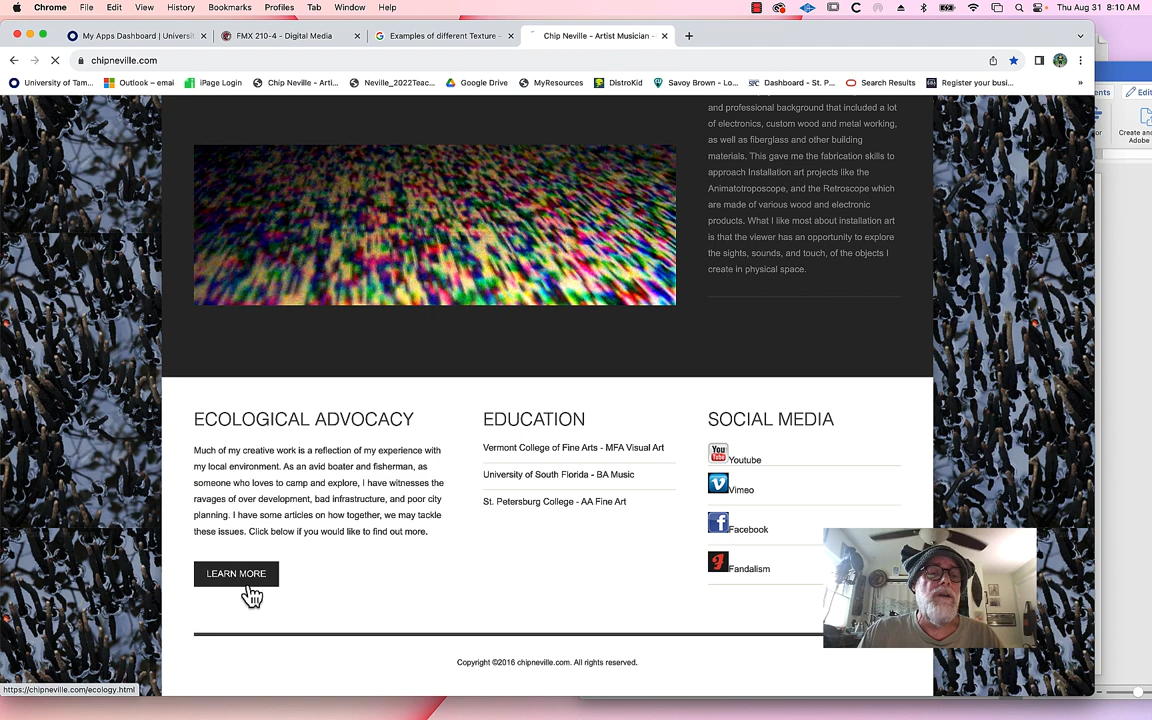 Chrome File Edit View History Bookmarks Profiles Tab Window Help Thu Aug 31 8:10 AM
My Apps Dashboard | Universit FMX 210-4 - Digital Media Examples of different Texture - Chip Neville - Artist Musician -
chipneville.com
University of Tam... Outlook – emai iPage Login Chip Neville - Arti... Neville_2022Teac... Google Drive MyResources DistroKid Savoy Brown - Lo... Dashboard - St. P... Search Results Register your busi... »
ents Edit
or Create and
Adobe
and professional background that included a lot
of electronics, custom wood and metal working,
as well as fiberglass and other building
materials. This gave me the fabrication skills to
approach Installation art projects like the
Animatotroposcope, and the Retroscope which
are made of various wood and electronic
products. What I like most about installation art
is that the viewer has an opportunity to explore
the sights, sounds, and touch, of the objects I
create in physical space.
ECOLOGICAL ADVOCACY
Much of my creative work is a reflection of my experience with
my local environment. As an avid boater and fisherman, as
someone who loves to camp and explore, I have witnesses the
ravages of over development, bad infrastructure, and poor city
planning. I have some articles on how together, we may tackle
these issues. Click below if you would like to find out more.
LEARN MORE
EDUCATION
Vermont College of Fine Arts - MFA Visual Art
University of South Florida - BA Music
St. Petersburg College - AA Fine Art
SOCIAL MEDIA
You Tube Youtube
Vimeo
Facebook
Fandalism
Copyright ©2016 chipneville.com. All rights reserved.
https://chipneville.com/ecology.html